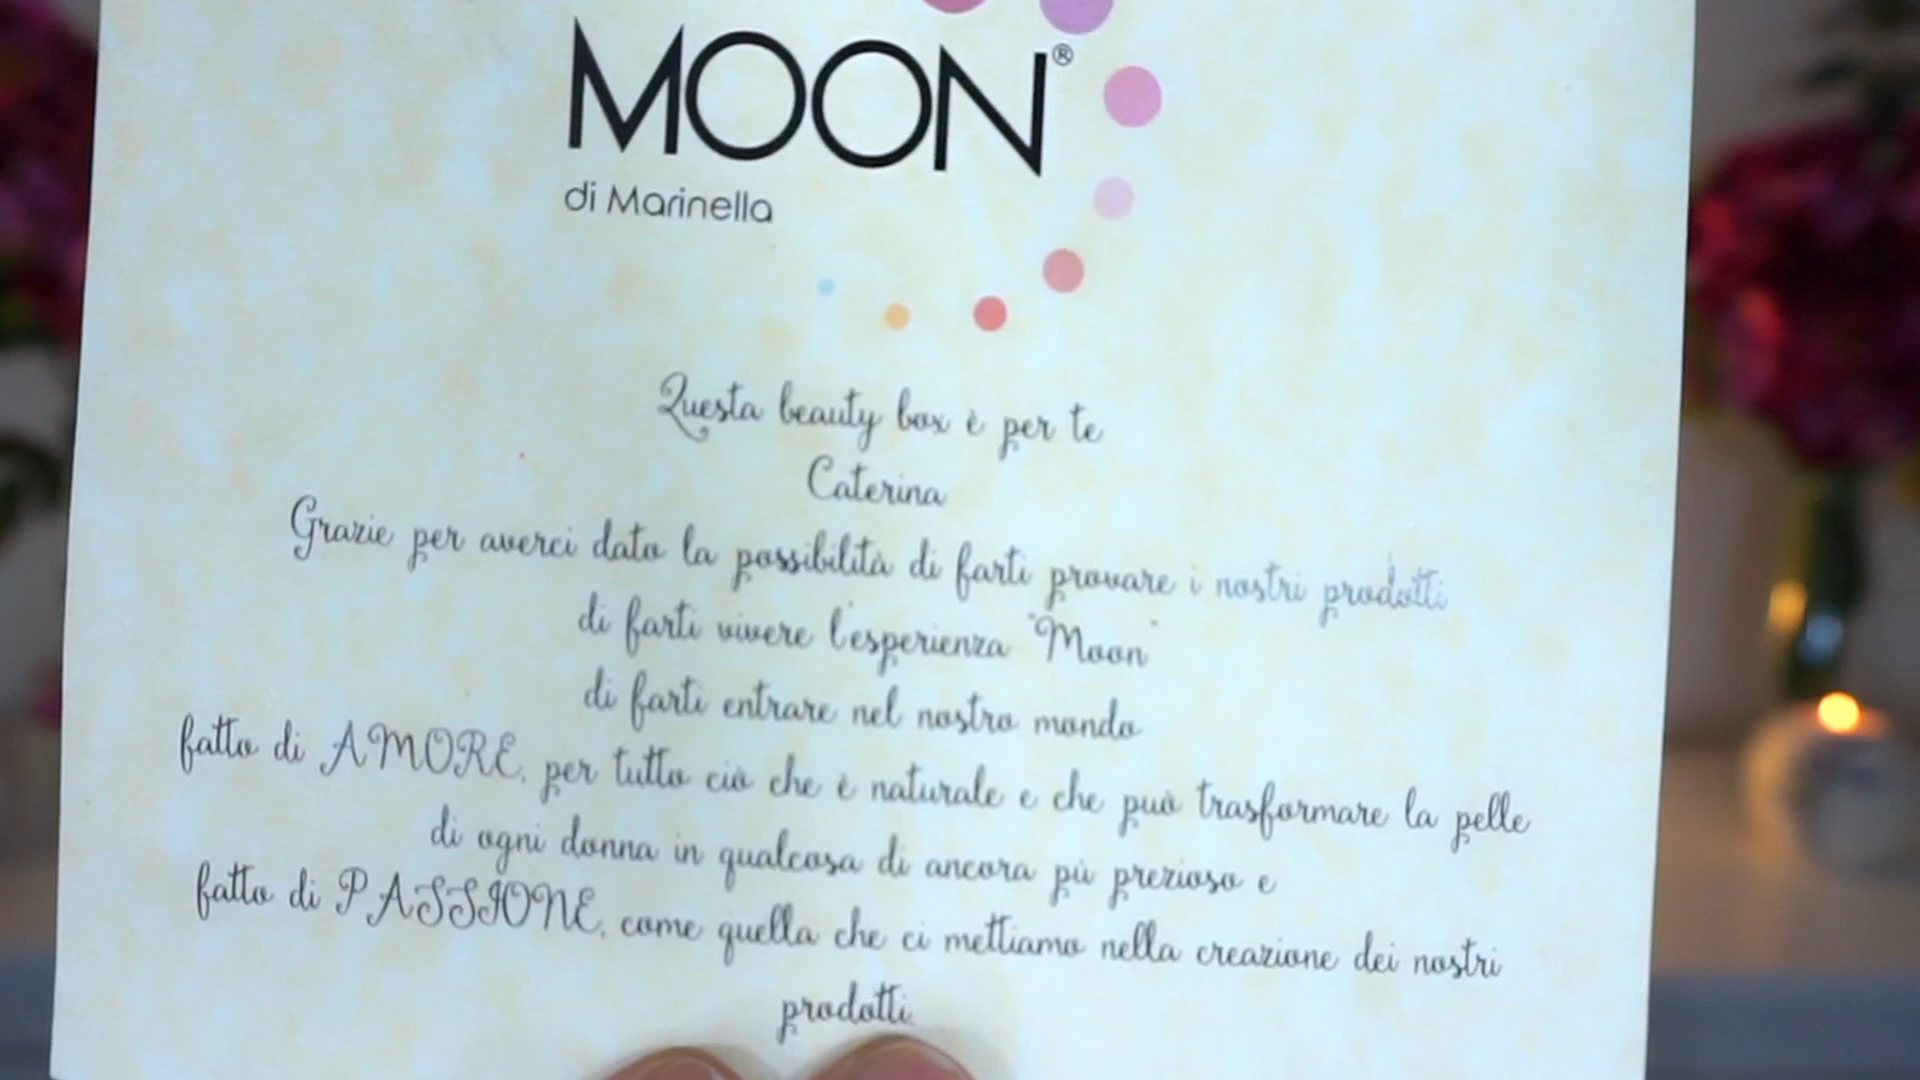 MOON®
di Marinella
Questa beauty box è per te
Caterina
Grazie per averci dato la possibilità di farti provare i nostri prodotti
di farti vivere l'esperienza "Moon"
di farti entrare nel nostro mondo
fatto di AMORE, per tutto ciò che è naturale e che può trasformare la pelle
di ogni donna in qualcosa di ancora più prezioso e
fatto di PASSIONE, come quella che ci mettiamo nella creazione dei nostri
prodotti.